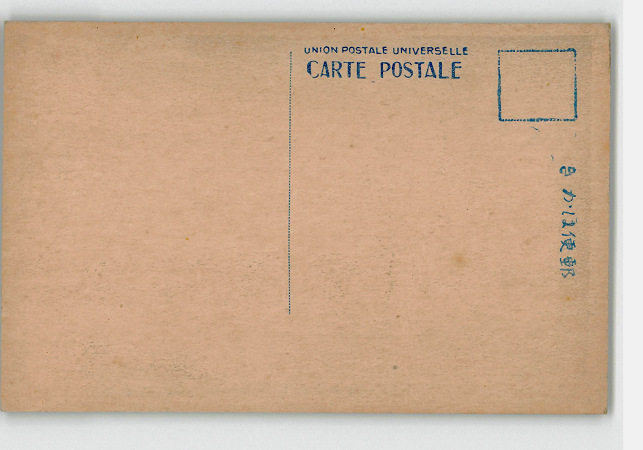 UNION POSTALE UNIVERSELLE
CARTE POSTALE
きかは便郵